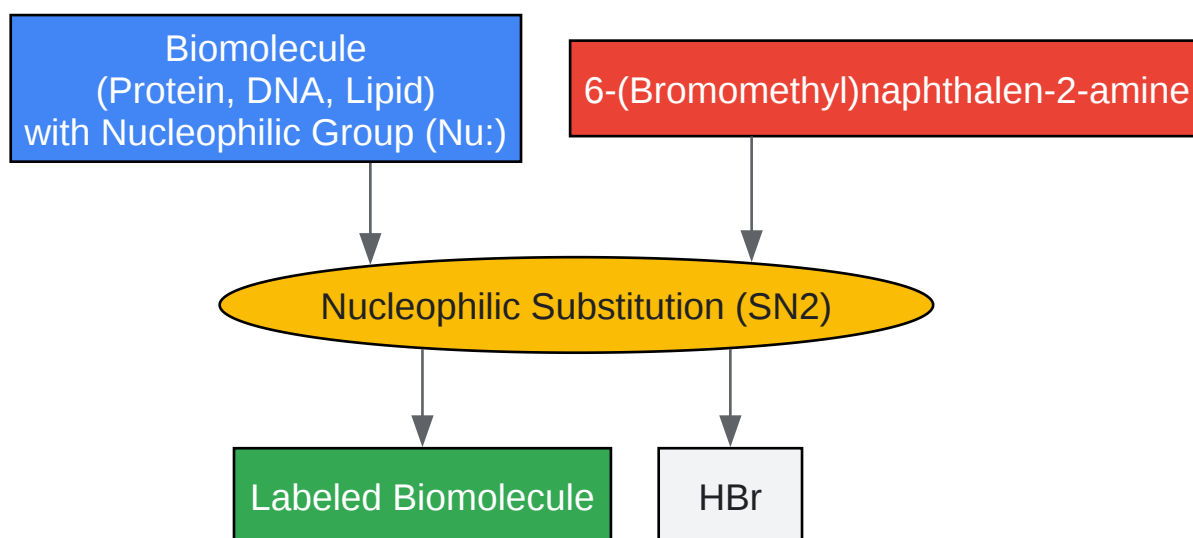 Biomolecule
(Protein, DNA, Lipid)
with Nucleophilic Group (Nu:)
6-(Bromomethyl)naphthalen-2-amine
Nucleophilic Substitution (SN2)
Labeled Biomolecule
HBr